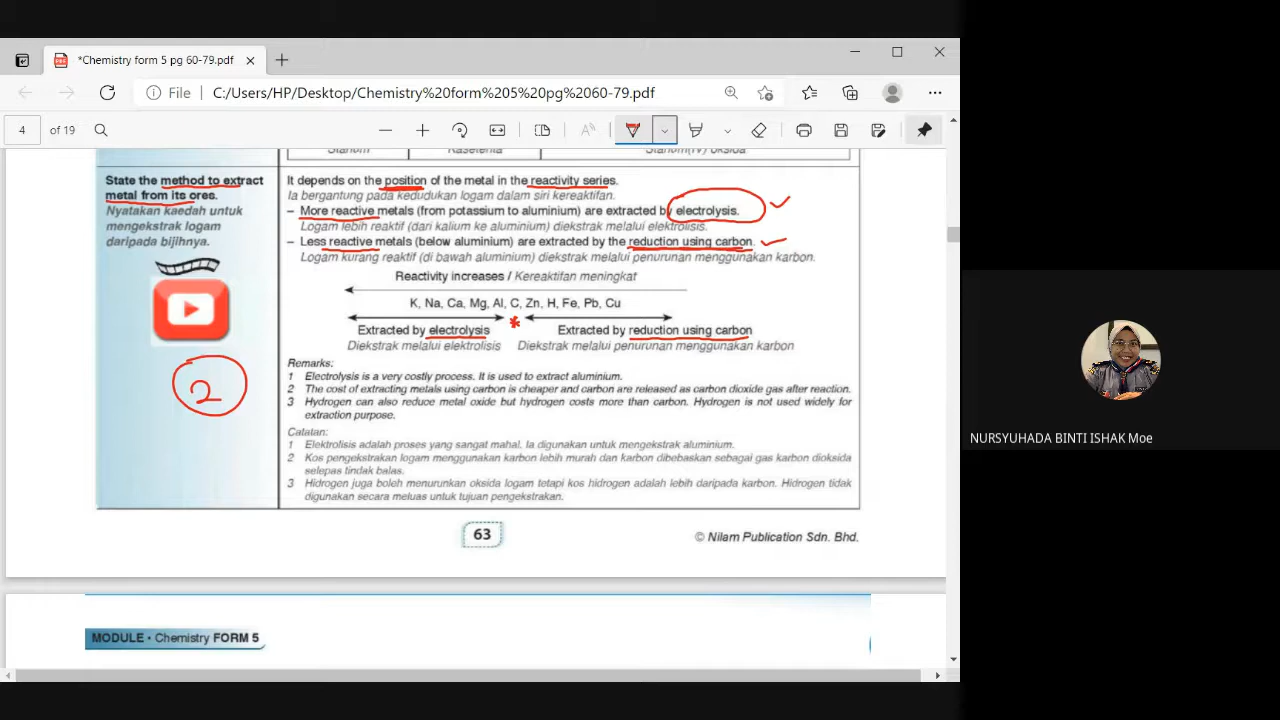 *Chemistry form 5 pg 60-79.pdf
File
C:/Users/HP/Desktop/Chemistry%20form%205%20pg%2060-79.pdf
4 of 19
Stanum Kasetenta Stanum(IV) oksida
State the method to extract
metal from its ores.
Nyatakan kaedah untuk
mengekstrak logam
daripada bijihnya.
2
It depends on the position of the metal in the reactivity series.
Ia bergantung pada kedudukan logam dalam siri kereaktifan.
– More reactive metals (from potassium to aluminium) are extracted by electrolysis.
Logam lebih reaktif (dari kalium ke aluminium) diekstrak melalui elektrolisis.
– Less reactive metals (below aluminium) are extracted by the reduction using carbon.
Logam kurang reaktif (di bawah aluminium) diekstrak melalui penurunan menggunakan karbon.
Reactivity increases / Kereaktifan meningkat
K, Na, Ca, Mg, Al, C, Zn, H, Fe, Pb, Cu
*
Extracted by electrolysis Extracted by reduction using carbon
Diekstrak melalui elektrolisis Diekstrak melalui penurunan menggunakan karbon
Remarks:
1 Electrolysis is a very costly process. It is used to extract aluminium.
2 The cost of extracting metals using carbon is cheaper and carbon are released as carbon dioxide gas after reaction.
3 Hydrogen can also reduce metal oxide but hydrogen costs more than carbon. Hydrogen is not used widely for
extraction purpose.
Catatan:
1 Elektrolisis adalah proses yang sangat mahal. Ia digunakan untuk mengekstrak aluminium.
2 Kos pengekstrakan logam menggunakan karbon lebih murah dan karbon dibebaskan sebagai gas karbon dioksida
selepas tindak balas.
3 Hidrogen juga boleh menurunkan oksida logam tetapi kos hidrogen adalah lebih daripada karbon. Hidrogen tidak
digunakan secara meluas untuk tujuan pengekstrakan.
63
© Nilam Publication Sdn. Bhd.
MODULE • Chemistry FORM 5
NURSYUHADA BINTI ISHAK Moe